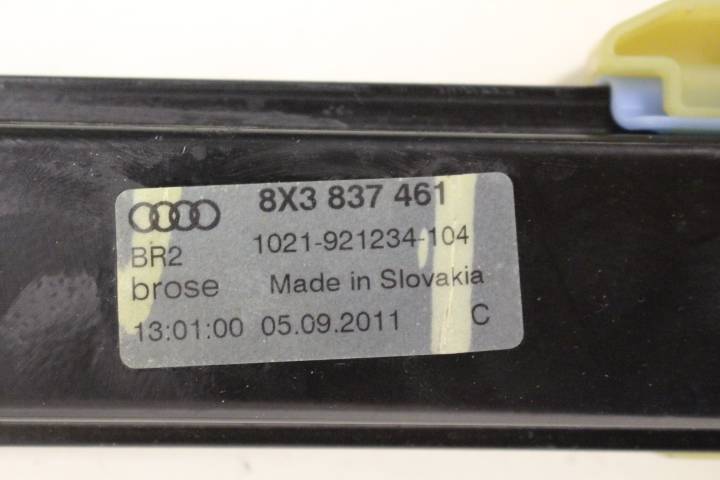 8X3 837 461
BR2 1021-921234-104
brose Made in Slovakia
13:01:00 05.09.2011 C